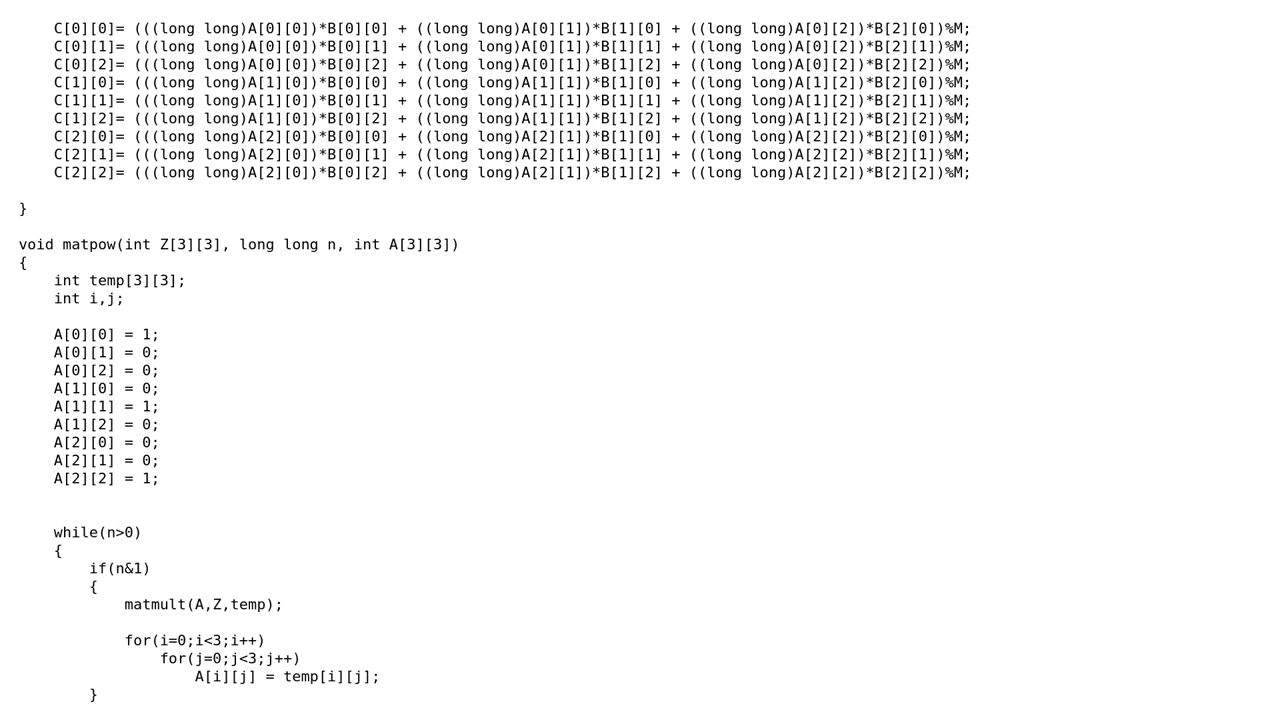 C[0][0]= (((long long)A[0][0])*B[0][0] + ((long long)A[0][1])*B[1][0] + ((long long)A[0][2])*B[2][0])%M;
C[0][1]= (((long long)A[0][0])*B[0][1] + ((long long)A[0][1])*B[1][1] + ((long long)A[0][2])*B[2][1])%M;
C[0][2]= (((long long)A[0][0])*B[0][2] + ((long long)A[0][1])*B[1][2] + ((long long)A[0][2])*B[2][2])%M;
C[1][0]= (((long long)A[1][0])*B[0][0] + ((long long)A[1][1])*B[1][0] + ((long long)A[1][2])*B[2][0])%M;
C[1][1]= (((long long)A[1][0])*B[0][1] + ((long long)A[1][1])*B[1][1] + ((long long)A[1][2])*B[2][1])%M;
C[1][2]= (((long long)A[1][0])*B[0][2] + ((long long)A[1][1])*B[1][2] + ((long long)A[1][2])*B[2][2])%M;
C[2][0]= (((long long)A[2][0])*B[0][0] + ((long long)A[2][1])*B[1][0] + ((long long)A[2][2])*B[2][0])%M;
C[2][1]= (((long long)A[2][0])*B[0][1] + ((long long)A[2][1])*B[1][1] + ((long long)A[2][2])*B[2][1])%M;
C[2][2]= (((long long)A[2][0])*B[0][2] + ((long long)A[2][1])*B[1][2] + ((long long)A[2][2])*B[2][2])%M;
}
void matpow(int Z[3][3], long long n, int A[3][3])
{
int temp[3][3];
int i,j;
A[0][0] = 1;
A[0][1] = 0;
A[0][2] = 0;
A[1][0] = 0;
A[1][1] = 1;
A[1][2] = 0;
A[2][0] = 0;
A[2][1] = 0;
A[2][2] = 1;
while(n>0)
{
if(n&1)
{
matmult(A,Z,temp);
for(i=0;i<3;i++)
for(j=0;j<3;j++)
A[i][j] = temp[i][j];
}